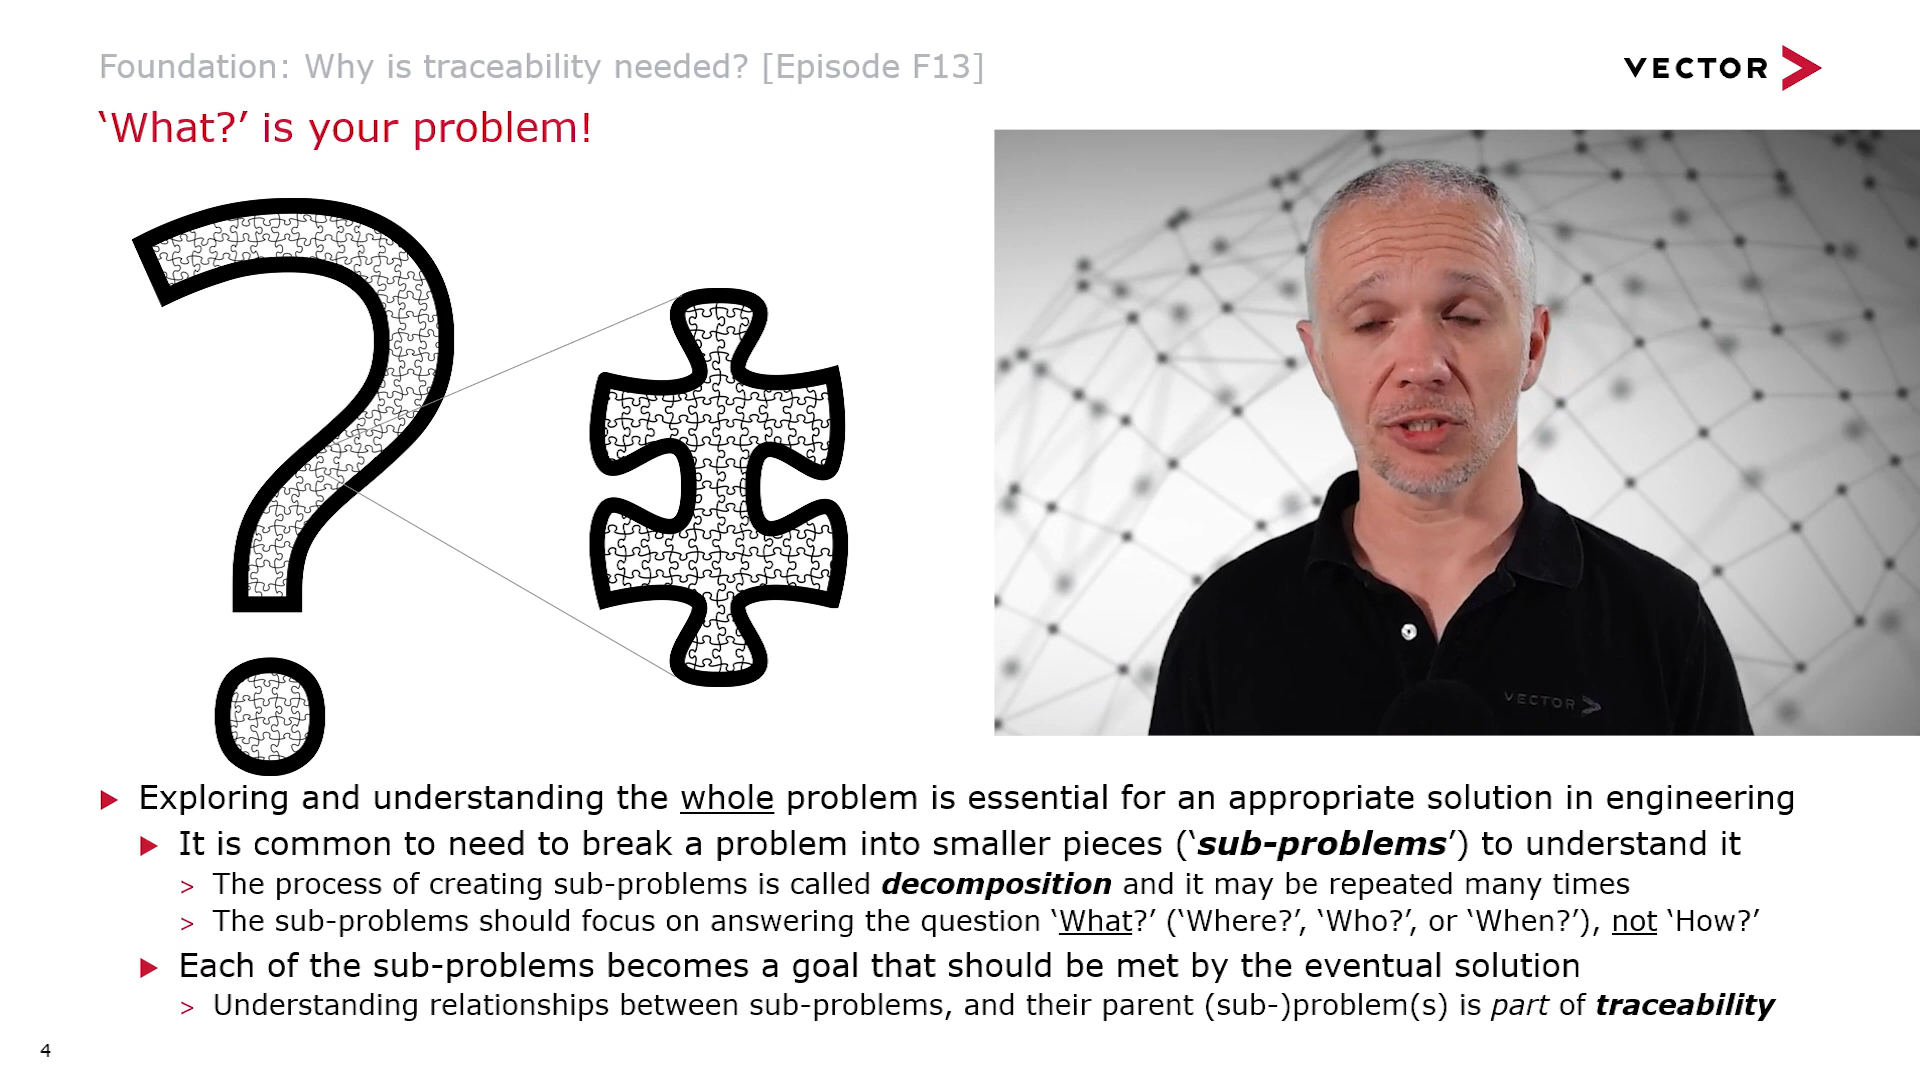 Foundation: Why is traceability needed? [Episode F13]
VECTOR
‘What?’ is your problem!
VECTOR
Exploring and understanding the whole problem is essential for an appropriate solution in engineering
It is common to need to break a problem into smaller pieces (‘sub-problems’) to understand it
> The process of creating sub-problems is called decomposition and it may be repeated many times
> The sub-problems should focus on answering the question ‘What?’ (‘Where?’, ‘Who?’, or ‘When?’), not ‘How?’
Each of the sub-problems becomes a goal that should be met by the eventual solution
> Understanding relationships between sub-problems, and their parent (sub-)problem(s) is part of traceability
4